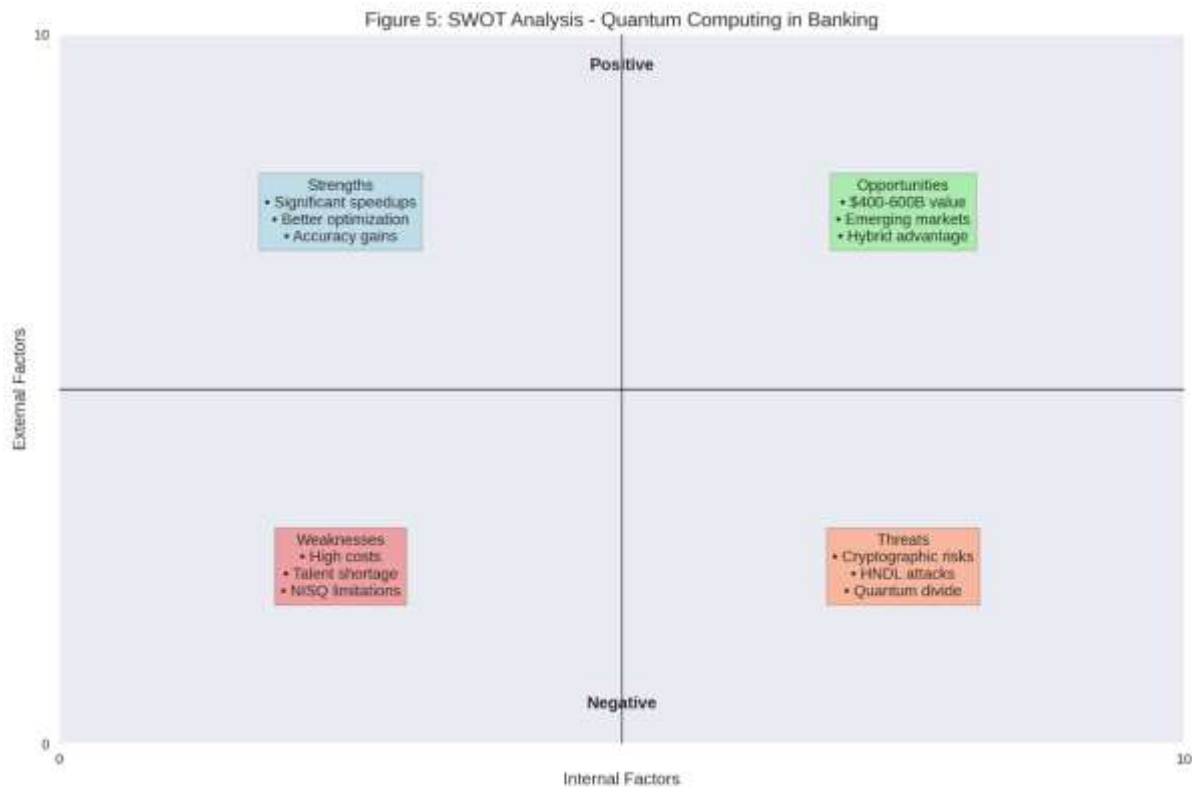 Figure 5: SWOT Analysis - Quantum Computing in Banking
10
Positive
Strengths
• Significant speedups
• Better optimization
• Accuracy gains
Opportunities
• $400-600B value
• Emerging markets
• Hybrid advantage
External Factors
Weaknesses
• High costs
• Talent shortage
• NISQ limitations
Threats
• Cryptographic risks
• HNDL attacks
• Quantum divide
Negative
0
0
10
Internal Factors